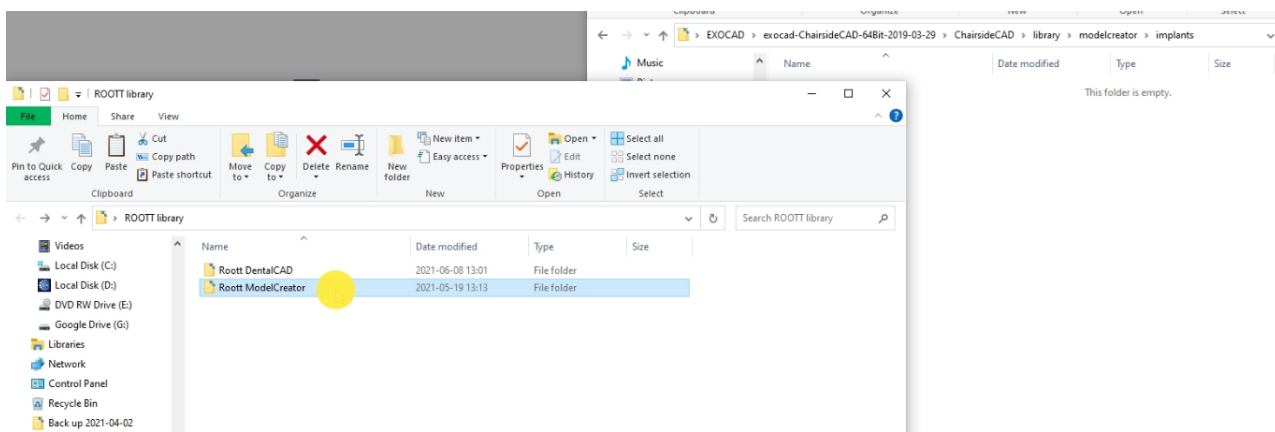 Clipboard Organize New Open Select
EXOCAD > exocad-ChairsideCAD-64Bit-2019-03-29 > ChairsideCAD > library > modelcreator > implants
Music
Name Date modified Type Size
This folder is empty.
ROOTT library
File Home Share View
Pin to Quick access
Copy
Paste
Cut
Copy path
Paste shortcut
Move to
Copy to
Delete
Rename
New folder
New item
Easy access
Properties
Open
Edit
History
Select all
Select none
Invert selection
Clipboard Organize New Open Select
> ROOTT library
Search ROOTT library
Name Date modified Type Size
Videos
Local Disk (C:)
Local Disk (D:)
DVD RW Drive (E:)
Google Drive (G:)
Libraries
Network
Control Panel
Recycle Bin
Back up 2021-04-02
Roott DentalCAD 2021-06-08 13:01 File folder
Roott ModelCreator 2021-05-19 13:13 File folder